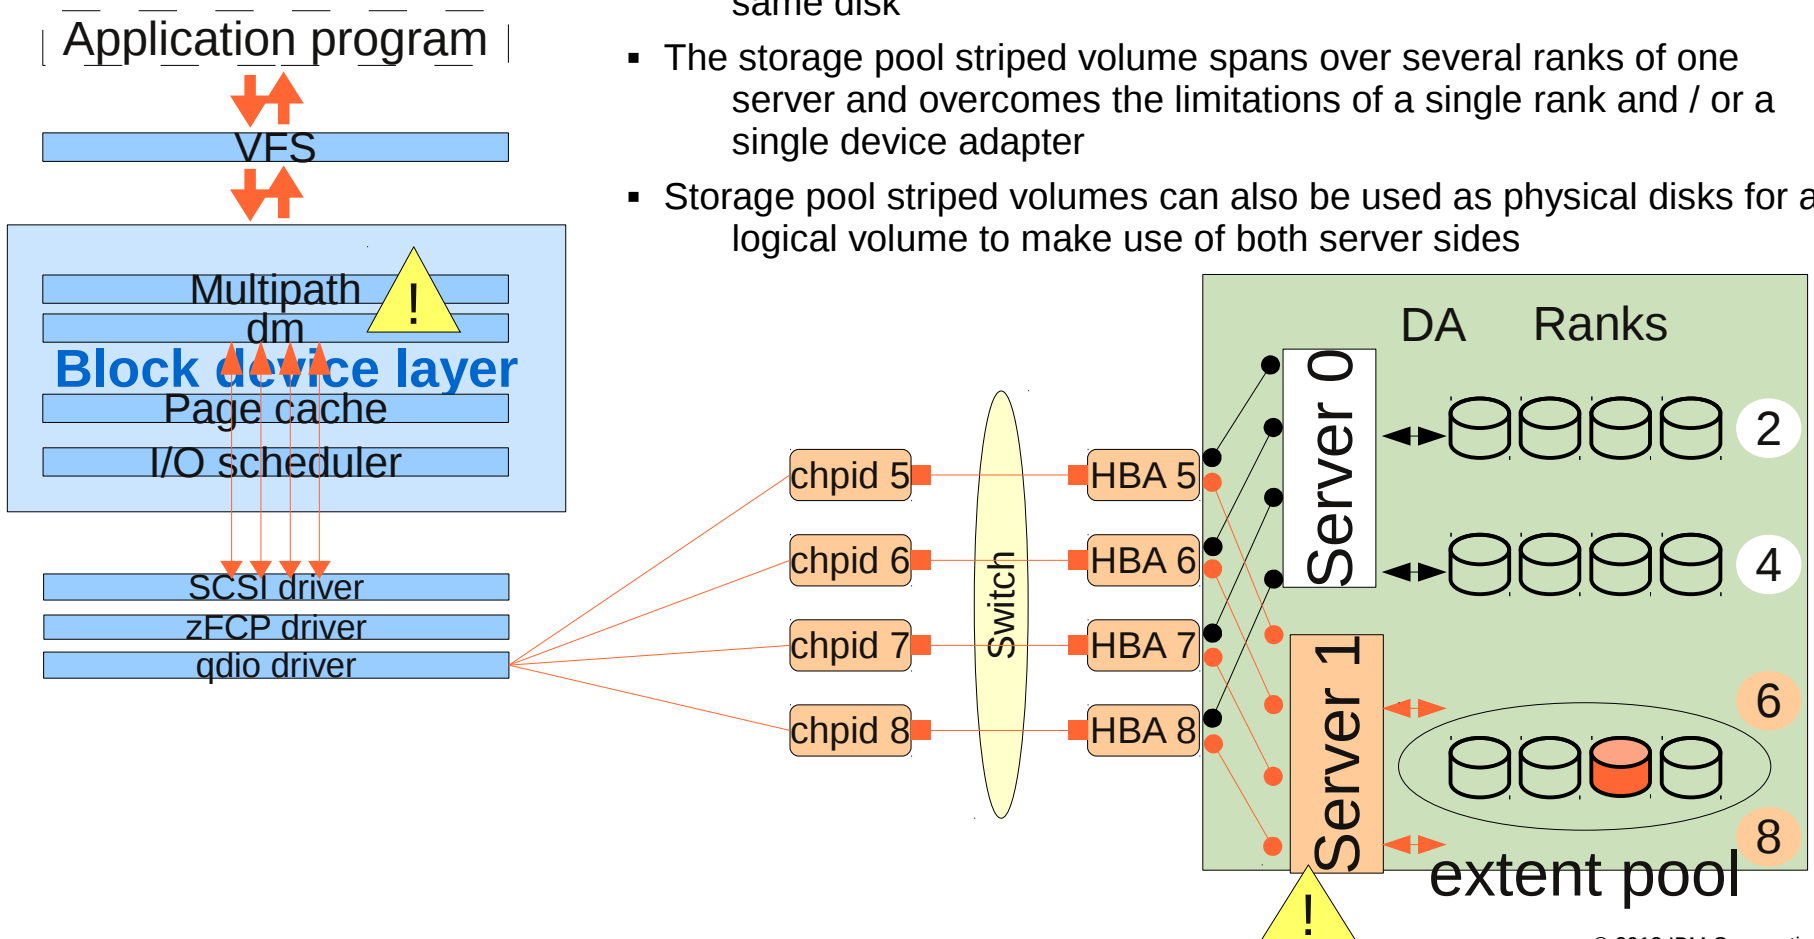 same disk
▪ The storage pool striped volume spans over several ranks of one
server and overcomes the limitations of a single rank and / or a
single device adapter
▪ Storage pool striped volumes can also be used as physical disks for a
logical volume to make use of both server sides
Application program
VFS
Multipath
!
dm
Block device layer
Page cache
I/O scheduler
SCSI driver
zFCP driver
qdio driver
chpid 5
chpid 6
chpid 7
chpid 8
Switch
HBA 5
HBA 6
HBA 7
HBA 8
DA
Ranks
Server 0
Server 1
2
4
6
8
extent pool
!